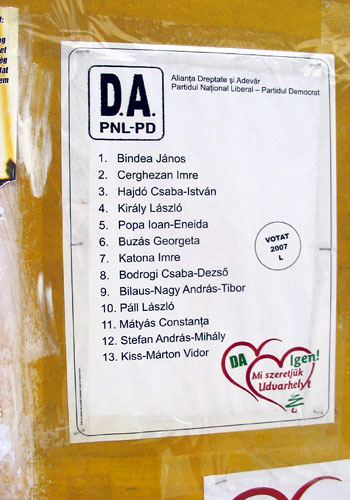 D.A.
PNL-PD
Alianța Dreptate și Adevăr
Partidul Național Liberal – Partidul Democrat
1. Bindea János
2. Cerghezan Imre
3. Hajdó Csaba-István
4. Király László
5. Popa Ioan-Eneida
6. Buzás Georgeta
7. Katona Imre
8. Bodrogi Csaba-Dezső
9. Bilaus-Nagy András-Tibor
10. Páll László
11. Mátyás Constanța
12. Stefan András-Mihály
13. Kiss-Márton Vidor
VOTAT
2007
L
DA Igen!
Mi szeretjük
Udvarhelyt